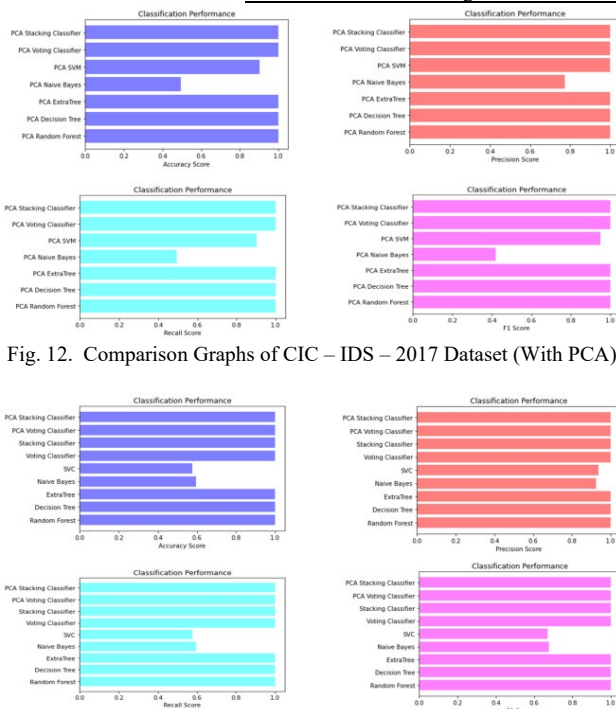 Classification Performance
PCA Stacking Classifier
PCA Voting Classifier
PCA SVM
PCA Naive Bayes
PCA ExtraTree
PCA Decision Tree
PCA Random Forest
0.0 0.2 0.4 0.6 0.8 1.0
Accuracy Score
Classification Performance
PCA Stacking Classifier
PCA Voting Classifier
PCA SVM
PCA Naive Bayes
PCA ExtraTree
PCA Decision Tree
PCA Random Forest
0.0 0.2 0.4 0.6 0.8 1.0
Precision Score
Classification Performance
PCA Stacking Classifier
PCA Voting Classifier
PCA SVM
PCA Naive Bayes
PCA ExtraTree
PCA Decision Tree
PCA Random Forest
0.0 0.2 0.4 0.6 0.8 1.0
Recall Score
Classification Performance
PCA Stacking Classifier
PCA Voting Classifier
PCA SVM
PCA Naive Bayes
PCA ExtraTree
PCA Decision Tree
PCA Random Forest
0.0 0.2 0.4 0.6 0.8 1.0
F1 Score
Fig. 12. Comparison Graphs of CIC – IDS – 2017 Dataset (With PCA)
Classification Performance
PCA Stacking Classifier
PCA Voting Classifier
Stacking Classifier
Voting Classifier
SVC
Naive Bayes
ExtraTree
Decision Tree
Random Forest
0.0 0.2 0.4 0.6 0.8 1.0
Accuracy Score
Classification Performance
PCA Stacking Classifier
PCA Voting Classifier
Stacking Classifier
Voting Classifier
SVC
Naive Bayes
ExtraTree
Decision Tree
Random Forest
0.0 0.2 0.4 0.6 0.8 1.0
Precision Score
Classification Performance
PCA Stacking Classifier
PCA Voting Classifier
Stacking Classifier
Voting Classifier
SVC
Naive Bayes
ExtraTree
Decision Tree
Random Forest
0.0 0.2 0.4 0.6 0.8 1.0
Recall Score
Classification Performance
PCA Stacking Classifier
PCA Voting Classifier
Stacking Classifier
Voting Classifier
SVC
Naive Bayes
ExtraTree
Decision Tree
Random Forest
0.0 0.2 0.4 0.6 0.8 1.0